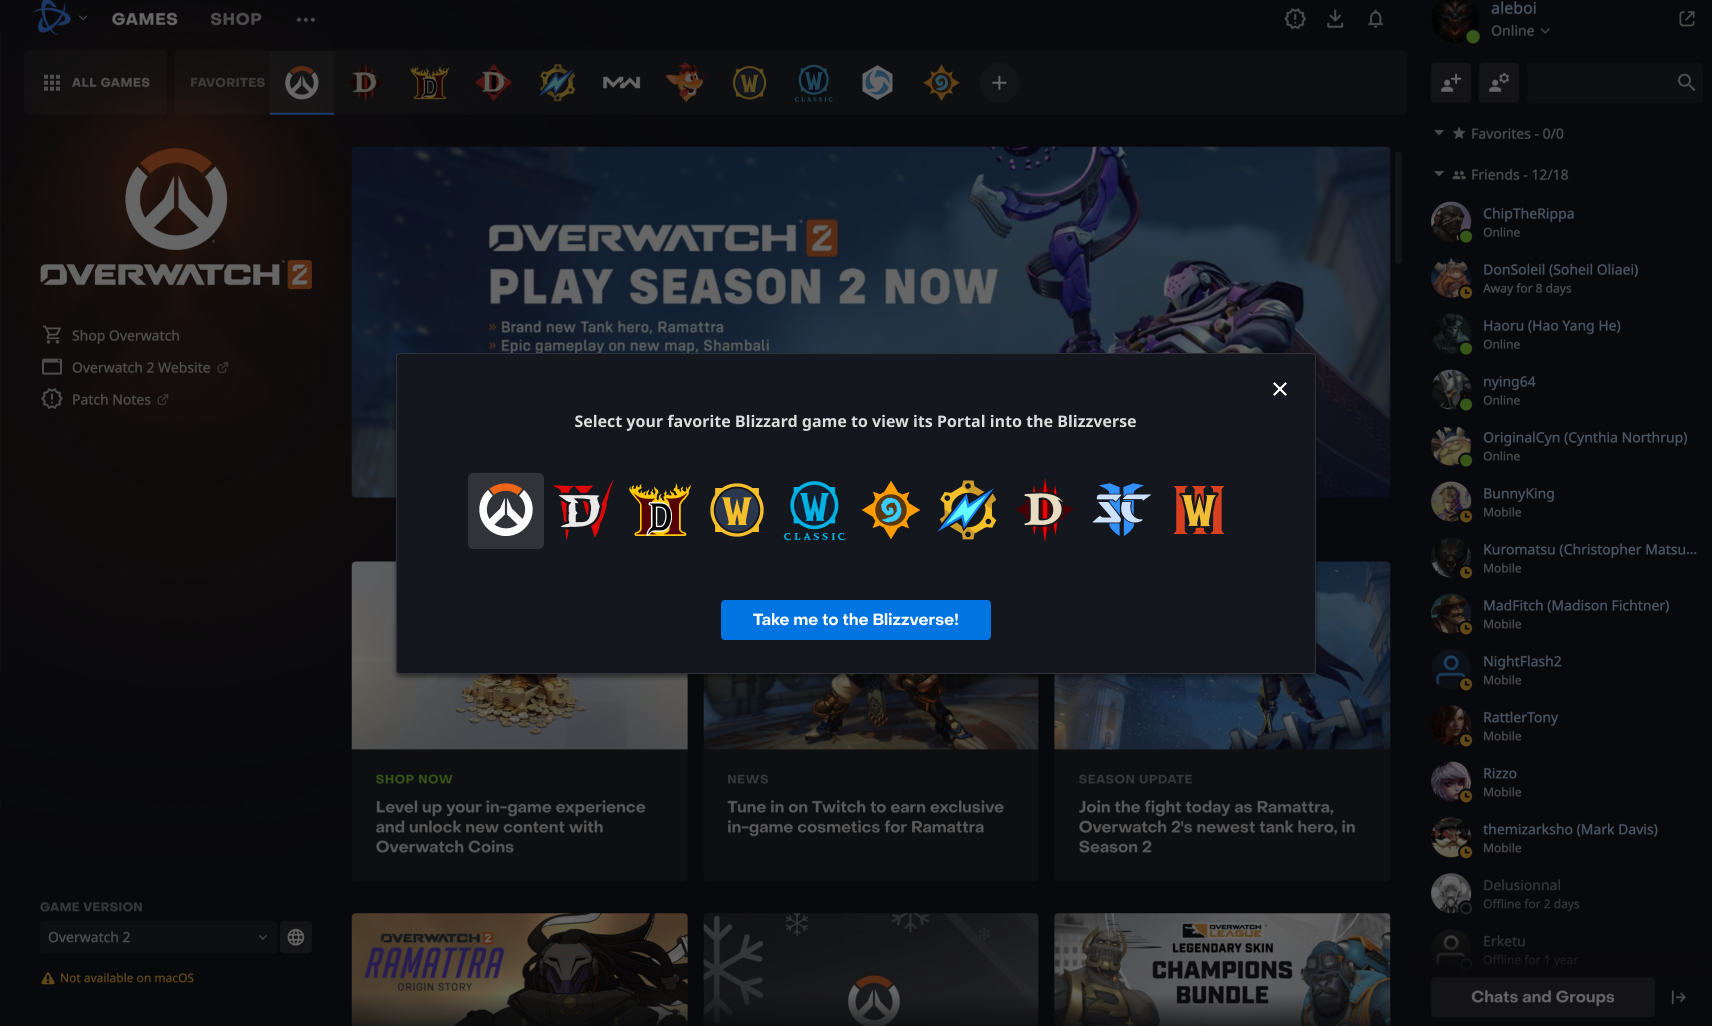 GAMES
SHOP
aleboi
Online
ALL GAMES
FAVORITES
D
D
D
W
W
CLASSIC
Favorites - 0/0
Friends - 12/18
ChipTheRippa
Online
DonSoleil (Soheil Oliaei)
Away for 8 days
Haoru (Hao Yang He)
Online
nying64
Online
OriginalCyn (Cynthia Northrup)
Online
BunnyKing
Mobile
Kuromatsu (Christopher Matsu...
Mobile
MadFitch (Madison Fichtner)
Mobile
NightFlash2
Mobile
RattlerTony
Mobile
Rizzo
Mobile
themizarksho (Mark Davis)
Mobile
Delusionnal
Offline for 2 days
Erketu
Offline for 1 year
Chats and Groups
OVERWATCH 2
Shop Overwatch
Overwatch 2 Website
Patch Notes
GAME VERSION
Overwatch 2
Not available on macOS
OVERWATCH 2
PLAY SEASON 2 NOW
» Brand new Tank hero, Ramattra
» Epic gameplay on new map, Shambali
Select your favorite Blizzard game to view its Portal into the Blizzverse
D
D
W
W
CLASSIC
D
SC
W
Take me to the Blizzverse!
SHOP NOW
Level up your in-game experience
and unlock new content with
Overwatch Coins
NEWS
Tune in on Twitch to earn exclusive
in-game cosmetics for Ramattra
SEASON UPDATE
Join the fight today as Ramattra,
Overwatch 2's newest tank hero, in
Season 2
OVERWATCH 2
RAMATTRA
ORIGIN STORY
OVERWATCH
LEAGUE
LEGENDARY SKIN
CHAMPIONS
BUNDLE